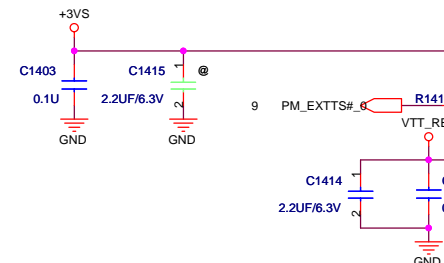 +3VS
C1403
C1415
1
@
0.1U
2.2UF/6.3V
2
9
PM_EXTTS#_0
R141
GND
GND
VTT_RE
C1414
1
2.2UF/6.3V
2
GND